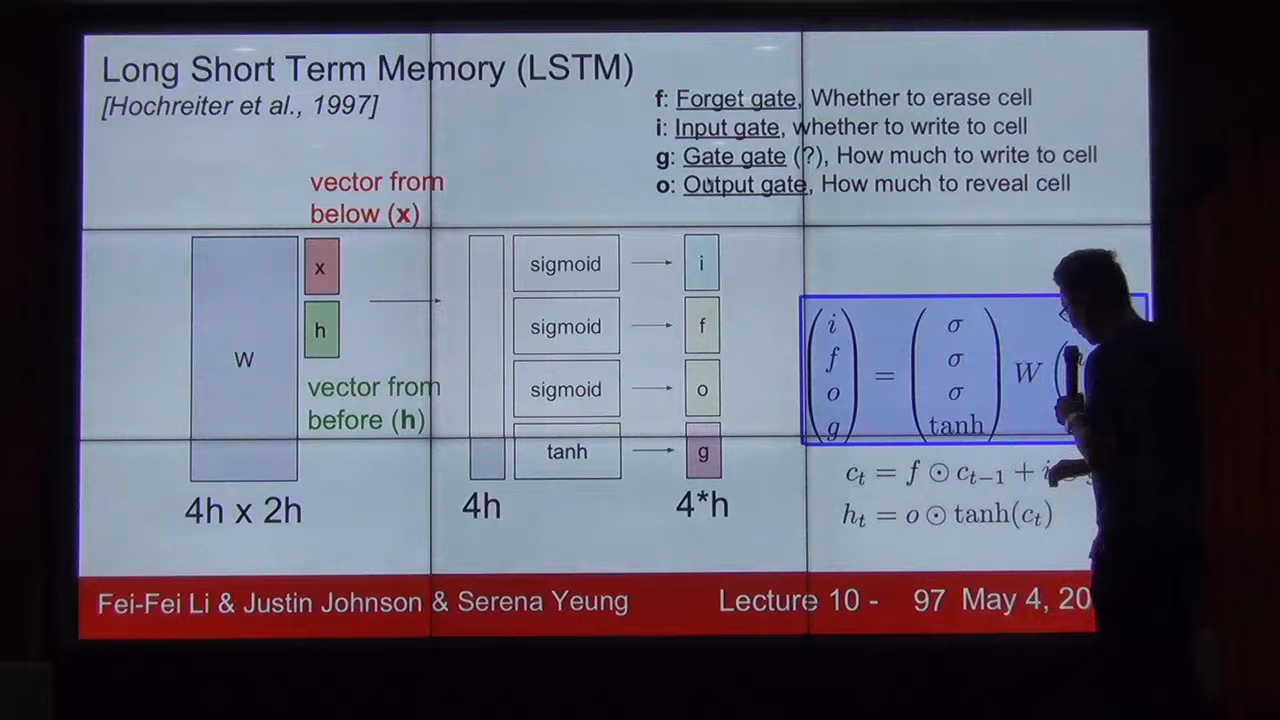 Long Short Term Memory (LSTM)
[Hochreiter et al., 1997]
f: Forget gate, Whether to erase cell
i: Input gate, whether to write to cell
g: Gate gate (?), How much to write to cell
o: Output gate, How much to reveal cell
vector from
below (x)
x
h
W
vector from
before (h)
4h x 2h
sigmoid
sigmoid
sigmoid
tanh
4h
i
f
o
g
4*h
i
f
o
g
=
σ
σ
σ
tanh
W
c_t = f ⊙ c_{t-1} + i
h_t = o ⊙ tanh(c_t)
Fei-Fei Li & Justin Johnson & Serena Yeung
Lecture 10 - 97 May 4, 20